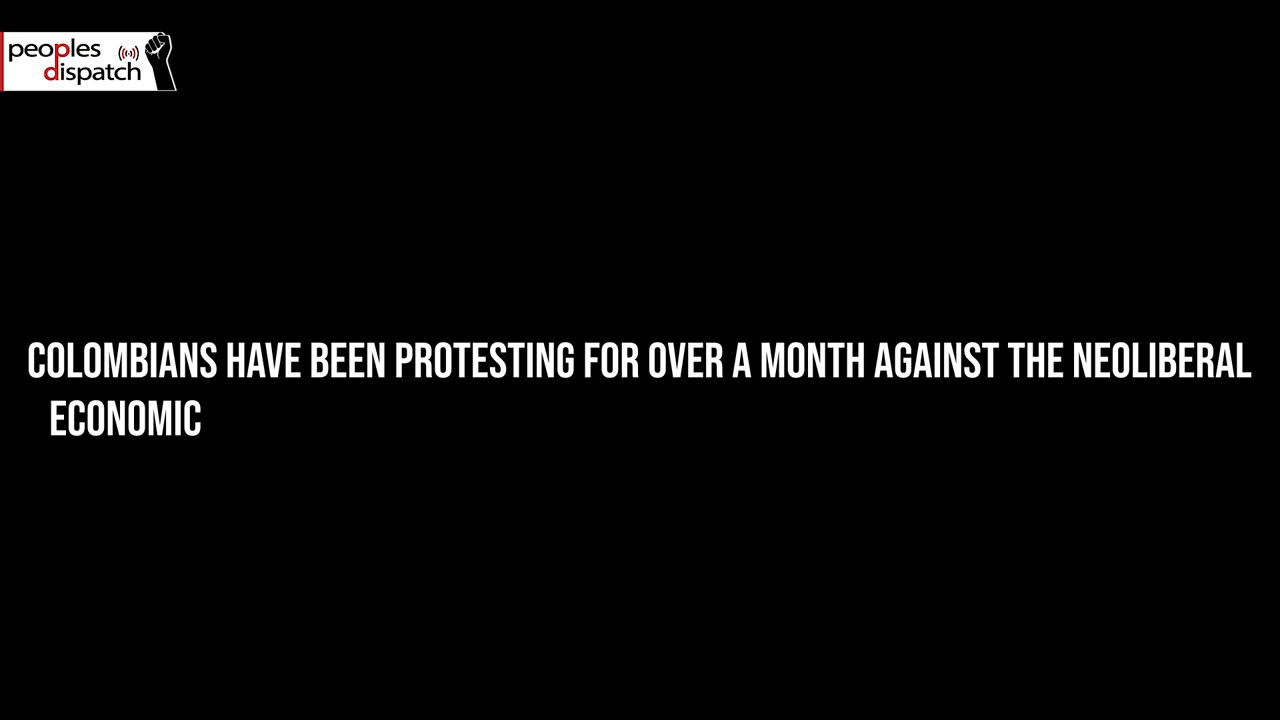 peoples
dispatch
COLOMBIANS HAVE BEEN PROTESTING FOR OVER A MONTH AGAINST THE NEOLIBERAL
ECONOMIC